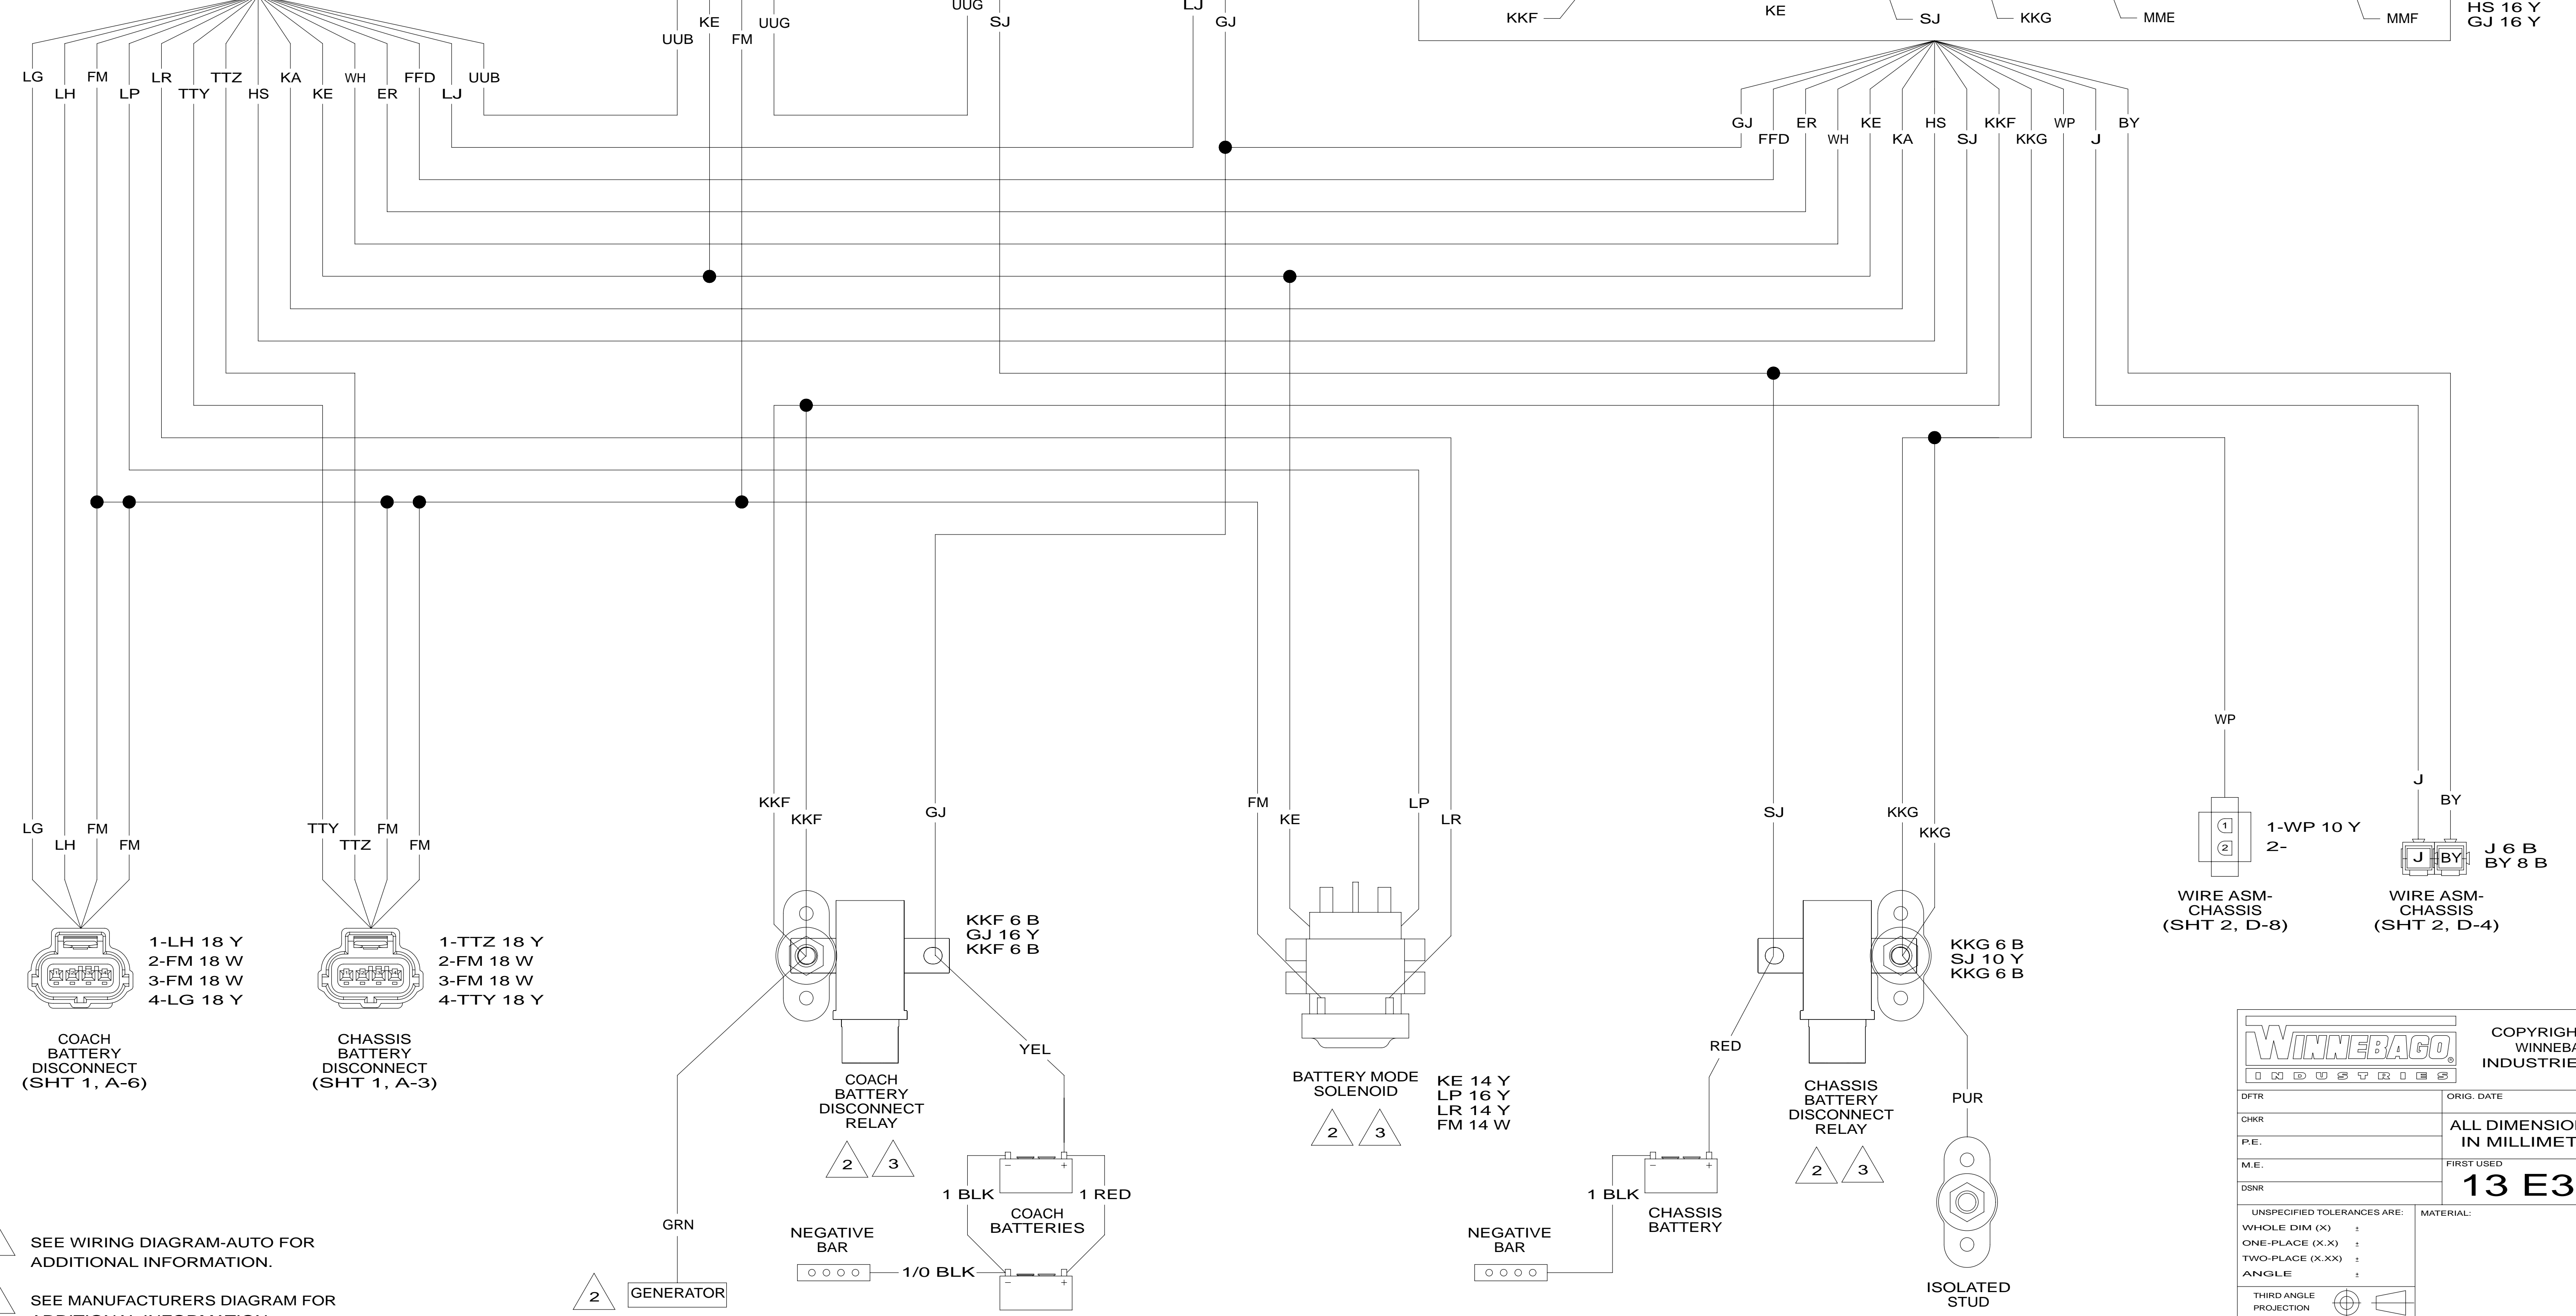 UUG
LJ
KE
UUG
SJ
GJ
UUB
FM
KKF
KE
SJ
KKG
MME
MMF
HS 16 Y
GJ 16 Y
LG
FM
LR
TTZ
KA
WH
FFD
UUB
LH
LP
TTY
HS
KE
ER
LJ
GJ
ER
KE
HS
KKF
WP
BY
FFD
WH
KA
SJ
KKG
J
WP
J
BY
LG
FM
LH
FM
TTY
FM
TTZ
FM
KKF
KKF
GJ
FM
KE
LP
LR
SJ
KKG
KKG
1
2
1-WP 10 Y
2-
WIRE ASM-
CHASSIS
(SHT 2, D-8)
J
BY
J 6 B
BY 8 B
WIRE ASM-
CHASSIS
(SHT 2, D-4)
1-LH 18 Y
2-FM 18 W
3-FM 18 W
4-LG 18 Y
COACH
BATTERY
DISCONNECT
(SHT 1, A-6)
1-TTZ 18 Y
2-FM 18 W
3-FM 18 W
4-TTY 18 Y
CHASSIS
BATTERY
DISCONNECT
(SHT 1, A-3)
KKF 6 B
GJ 16 Y
KKF 6 B
YEL
COACH
BATTERY
DISCONNECT
RELAY
2
3
BATTERY MODE
SOLENOID
2
3
KE 14 Y
LP 16 Y
LR 14 Y
FM 14 W
KKG 6 B
SJ 10 Y
KKG 6 B
RED
CHASSIS
BATTERY
DISCONNECT
RELAY
2
3
PUR
GRN
2
GENERATOR
NEGATIVE
BAR
1/0 BLK
1 BLK
1 RED
− +
COACH
BATTERIES
− +
NEGATIVE
BAR
1 BLK
− +
CHASSIS
BATTERY
ISOLATED
STUD
SEE WIRING DIAGRAM-AUTO FOR
ADDITIONAL INFORMATION.
SEE MANUFACTURERS DIAGRAM FOR
WINNEBAGO®
INDUSTRIES
COPYRIGH
WINNEBA
INDUSTRIE
DFTR
ORIG. DATE
CHKR
ALL DIMENSIO
IN MILLIMET
P.E.
M.E.
FIRST USED
13 E3
DSNR
UNSPECIFIED TOLERANCES ARE:
MATERIAL:
WHOLE DIM (X) ±
ONE-PLACE (X.X) ±
TWO-PLACE (X.XX) ±
ANGLE ±
THIRD ANGLE
PROJECTION